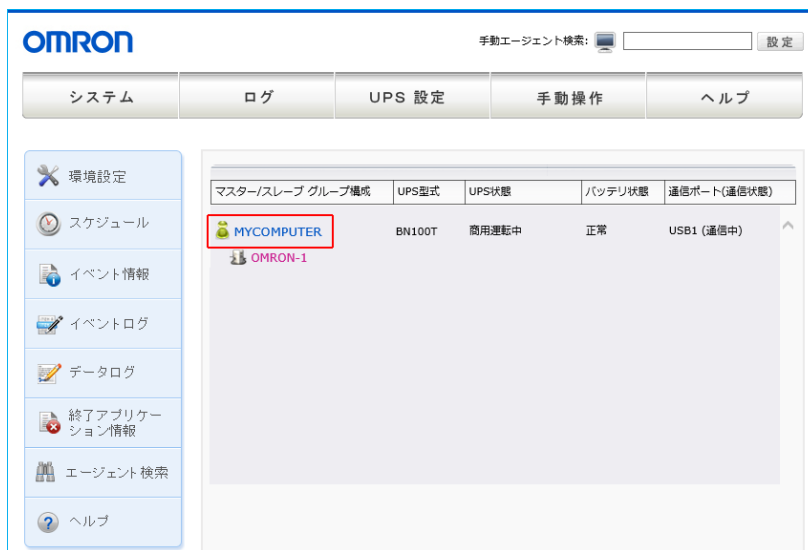 OMRON
手動エージェント検索:
設定
システム ログ UPS 設定 手動操作 ヘルプ
環境設定
スケジュール
イベント情報
イベントログ
データログ
終了アプリケー
ション情報
エージェント検索
ヘルプ
マスター/スレーブ グループ構成 UPS型式 UPS状態 バッテリ状態 通信ポート(通信状態)
MYCOMPUTER BN100T 商用運転中 正常 USB1 (通信中)
OMRON-1